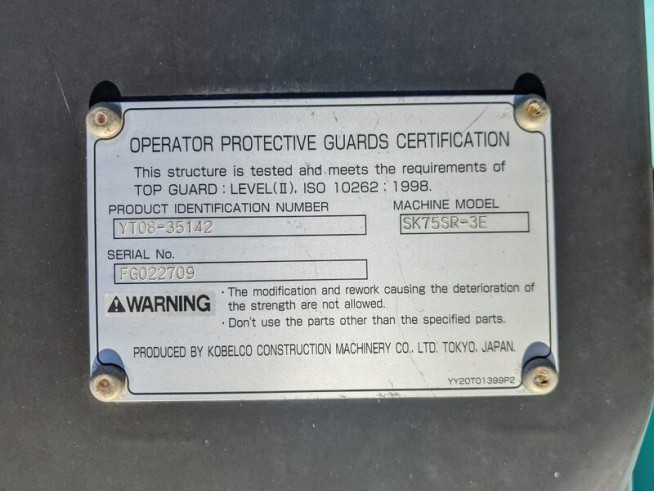 OPERATOR PROTECTIVE GUARDS CERTIFICATION
This structure is tested and meets the requirements of
TOP GUARD : LEVEL(Ⅱ), ISO 10262 : 1998.
PRODUCT IDENTIFICATION NUMBER
YT08-35142
MACHINE MODEL
SK75SR-3E
SERIAL No.
FG022709
⚠WARNING
・The modification and rework causing the deterioration of
the strength are not allowed.
・Don't use the parts other than the specified parts.
PRODUCED BY KOBELCO CONSTRUCTION MACHINERY CO., LTD. TOKYO, JAPAN.
YY20T01399P2